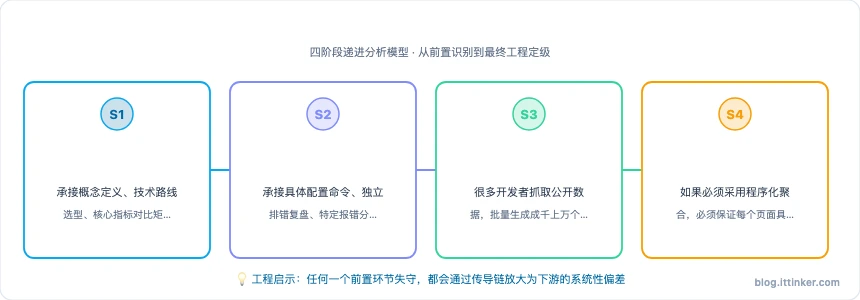 四阶段递进分析模型 · 从前置识别到最终工程定级
S1
承接概念定义、技术路线
选型、核心指标对比矩...
S2
承接具体配置命令、独立
排错复盘、特定报错分...
S3
很多开发者抓取公开数
据，批量生成成千上万个...
S4
如果必须采用程序化聚
合，必须保证每个页面具...
💡 工程启示：任何一个前置环节失守，都会通过传导链放大为下游的系统性偏差
blog.ittinker.com